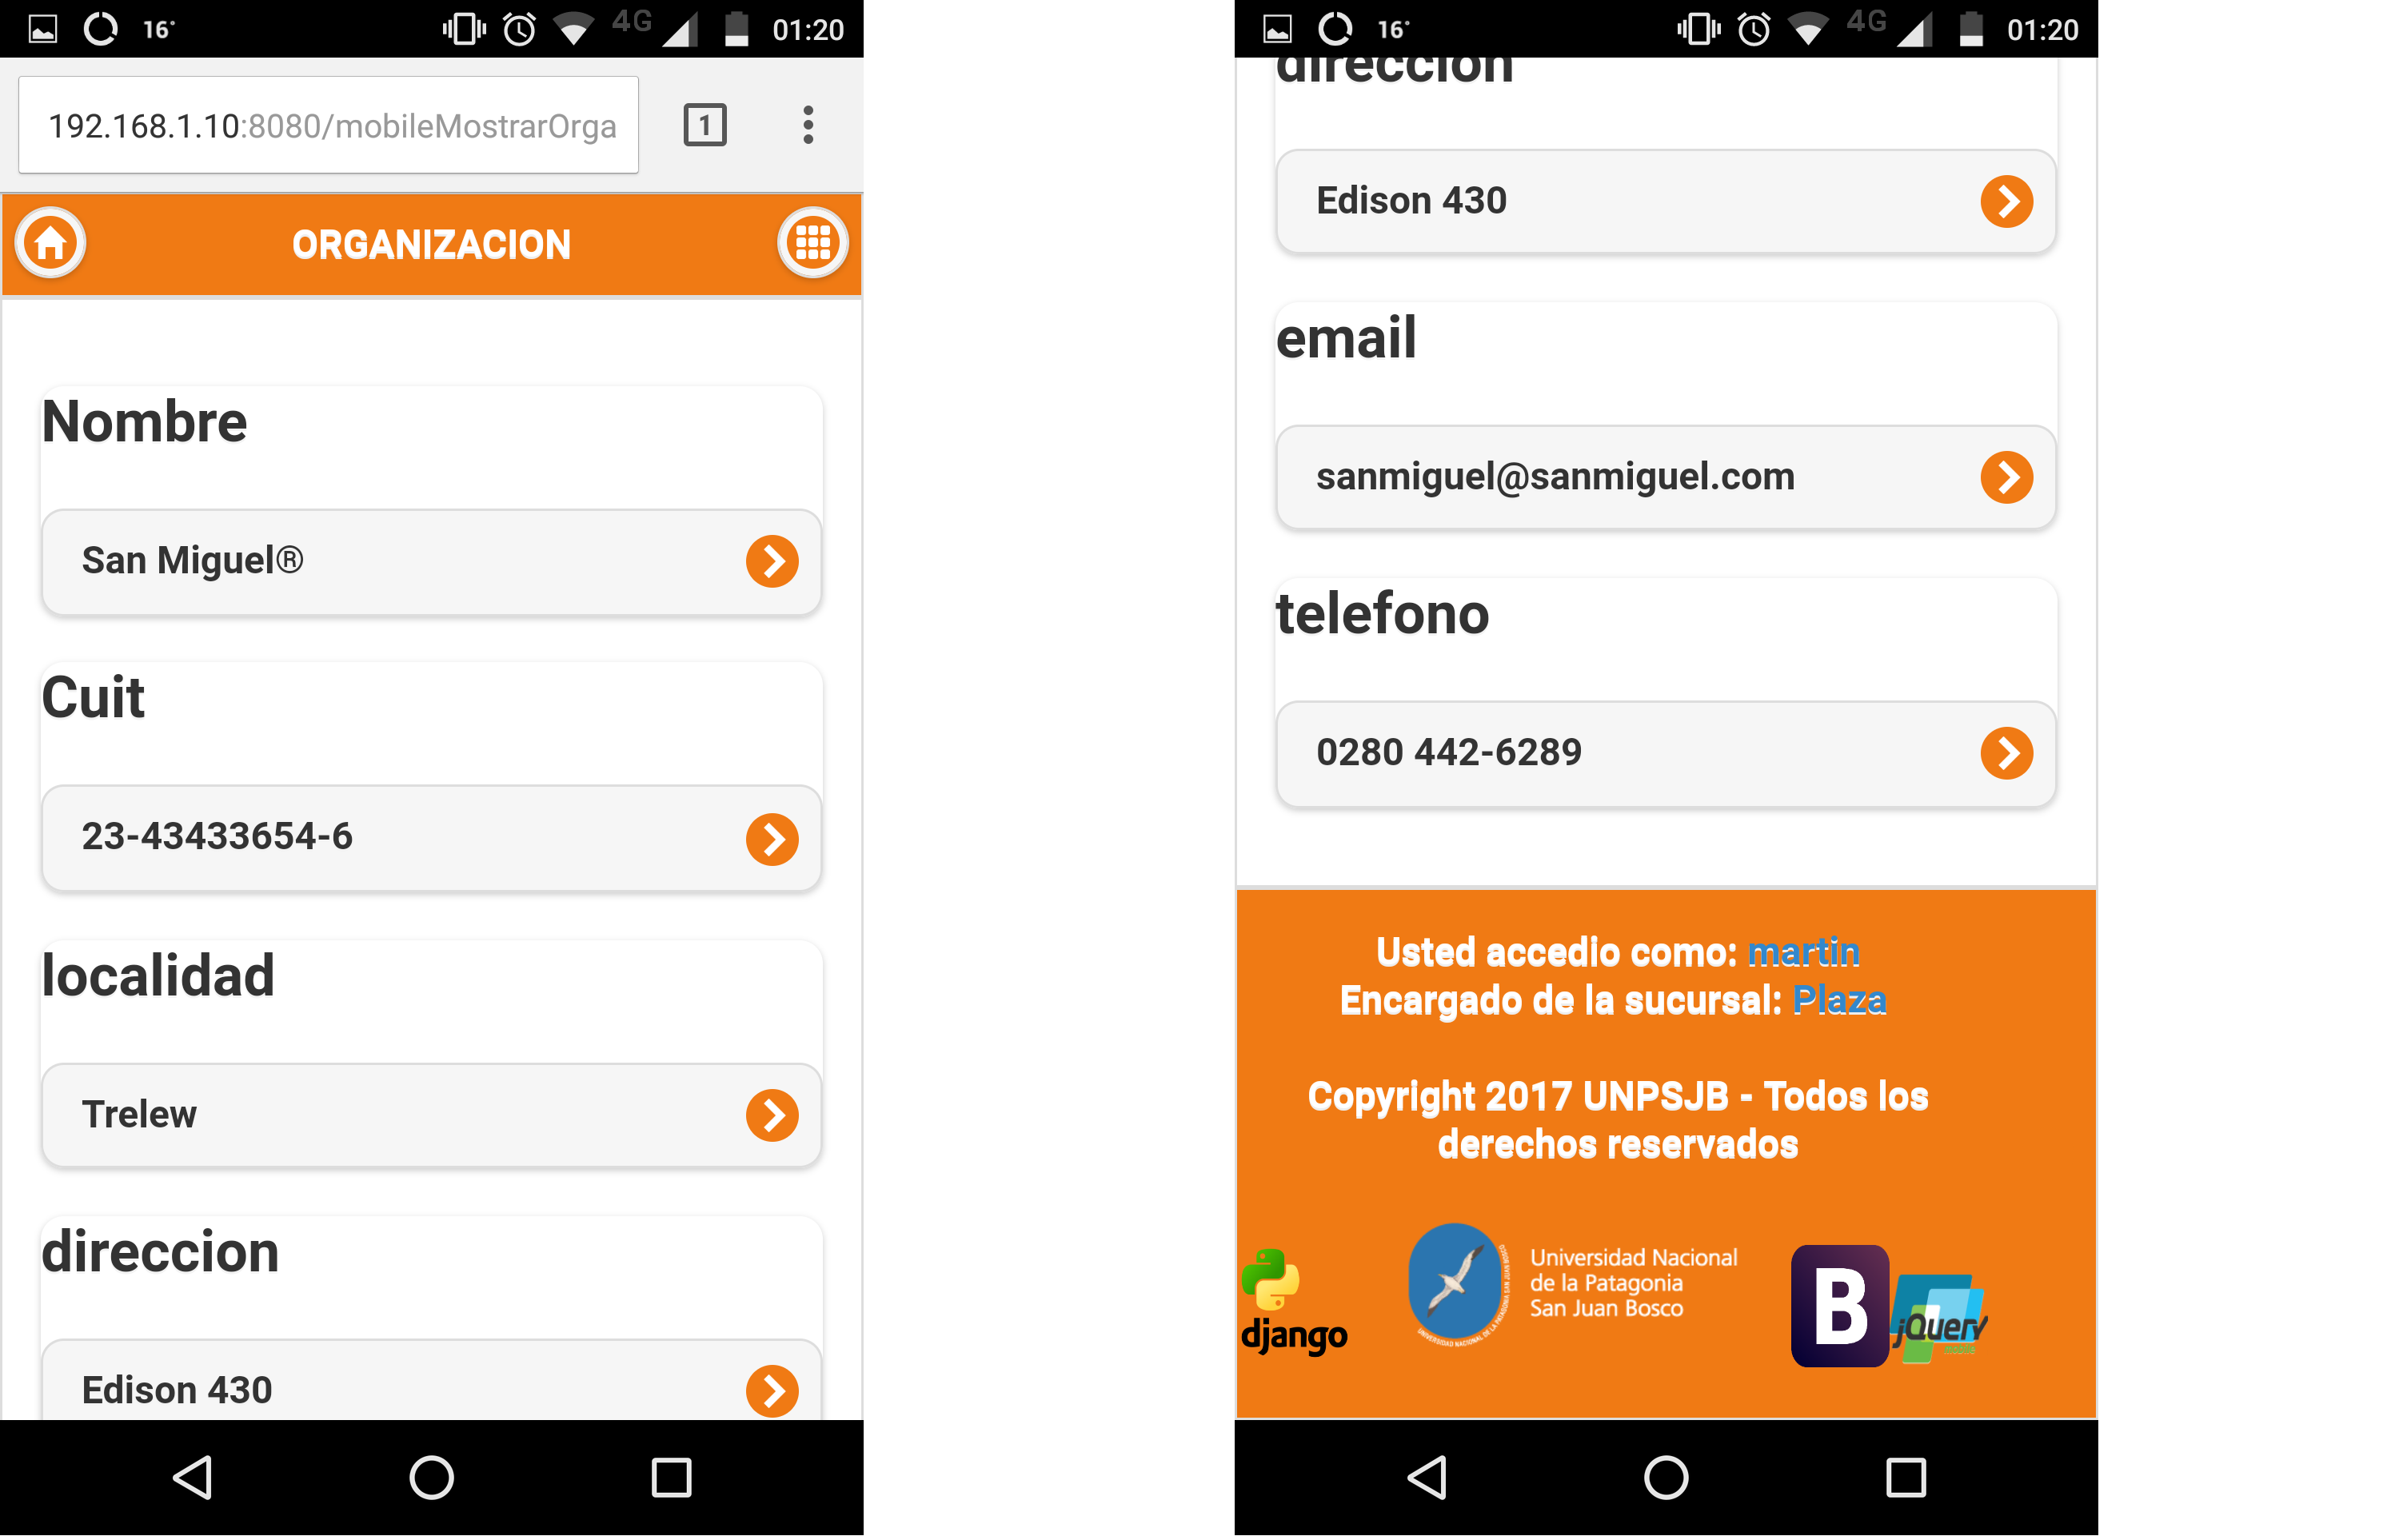 16°
4G
01:20
192.168.1.10:8080/mobileMostrarOrga
1
ORGANIZACION
Nombre
San Miguel®
Cuit
23-43433654-6
localidad
Trelew
direccion
Edison 430
16°
4G
01:20
direccion
Edison 430
email
sanmiguel@sanmiguel.com
telefono
0280 442-6289
Usted accedio como: martin
Encargado de la sucursal: Plaza
Copyright 2017 UNPSJB - Todos los
derechos reservados
django
Universidad Nacional
de la Patagonia
San Juan Bosco
B
jQuery
mobile